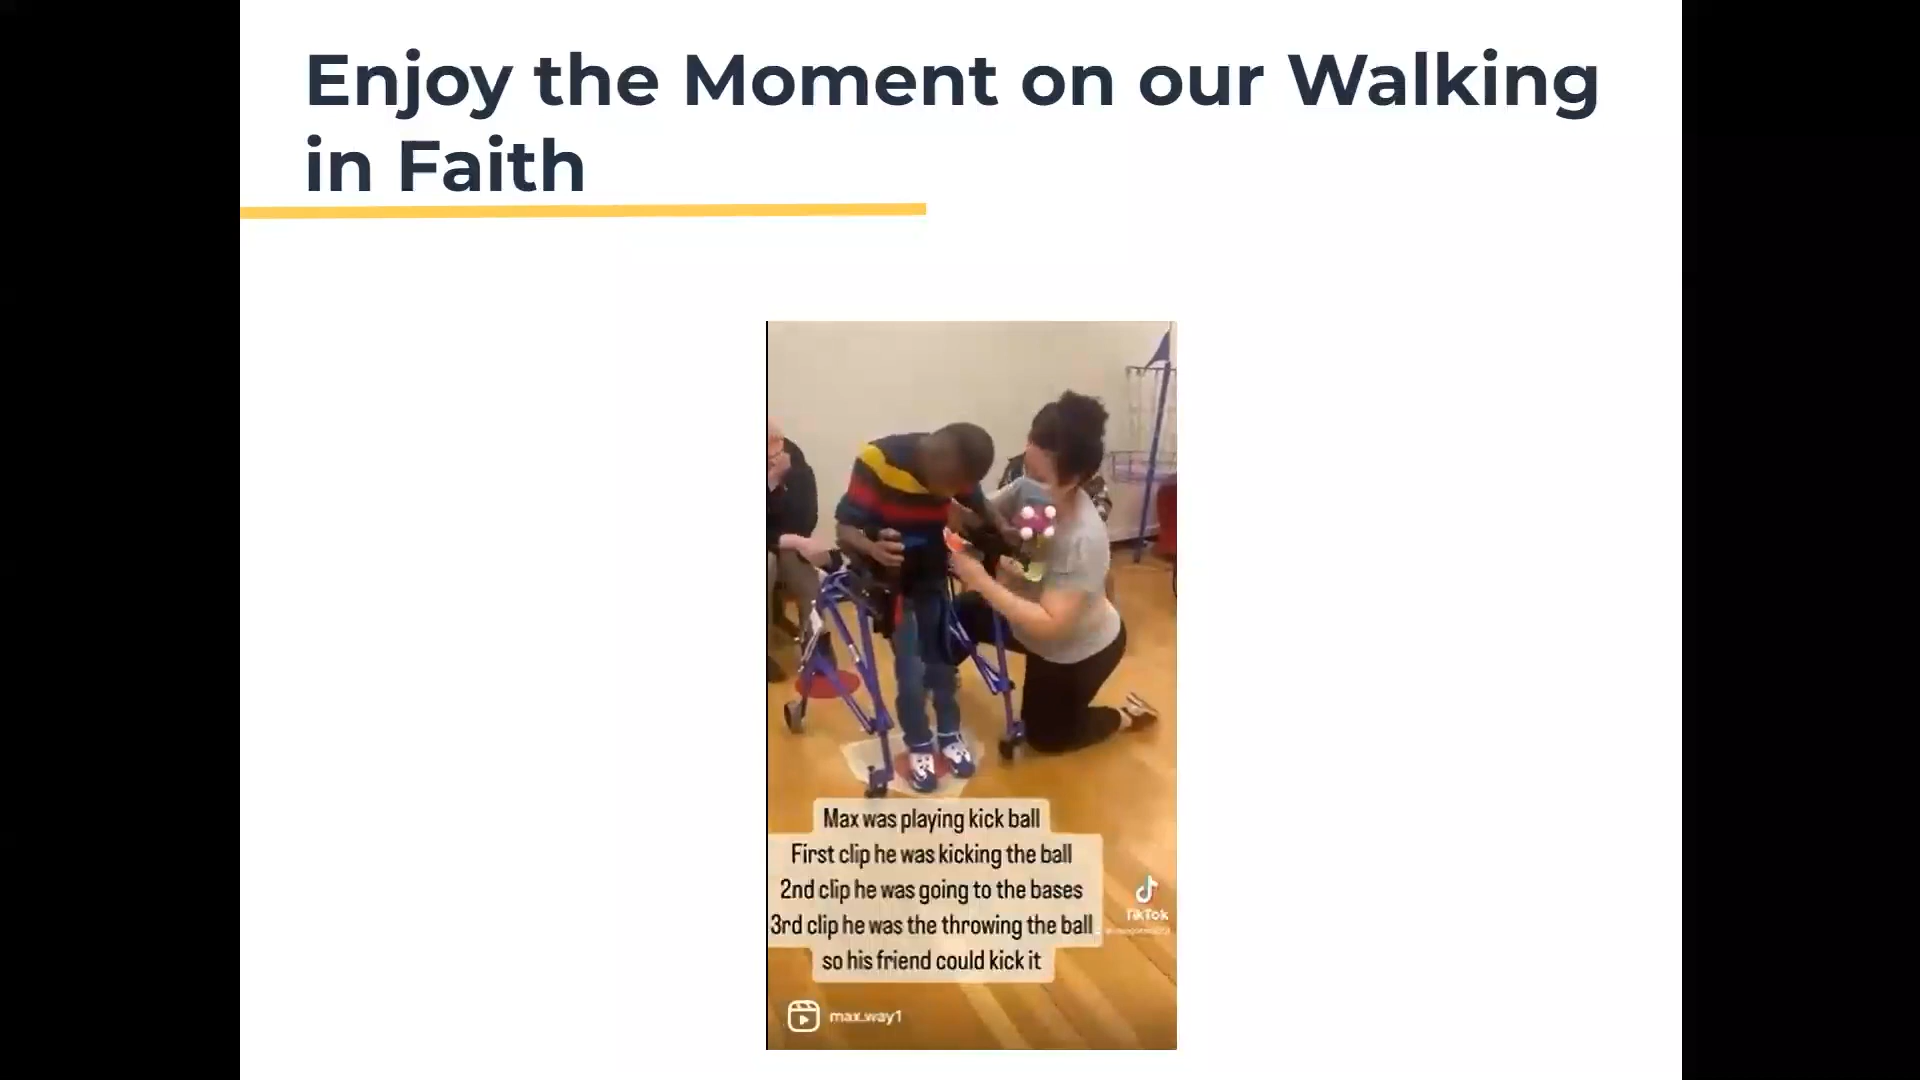 Enjoy the Moment on our Walking
in Faith
Max was playing kick ball
First clip he was kicking the ball
2nd clip he was going to the bases
3rd clip he was the throwing the ball
so his friend could kick it
TikTok
max.way1